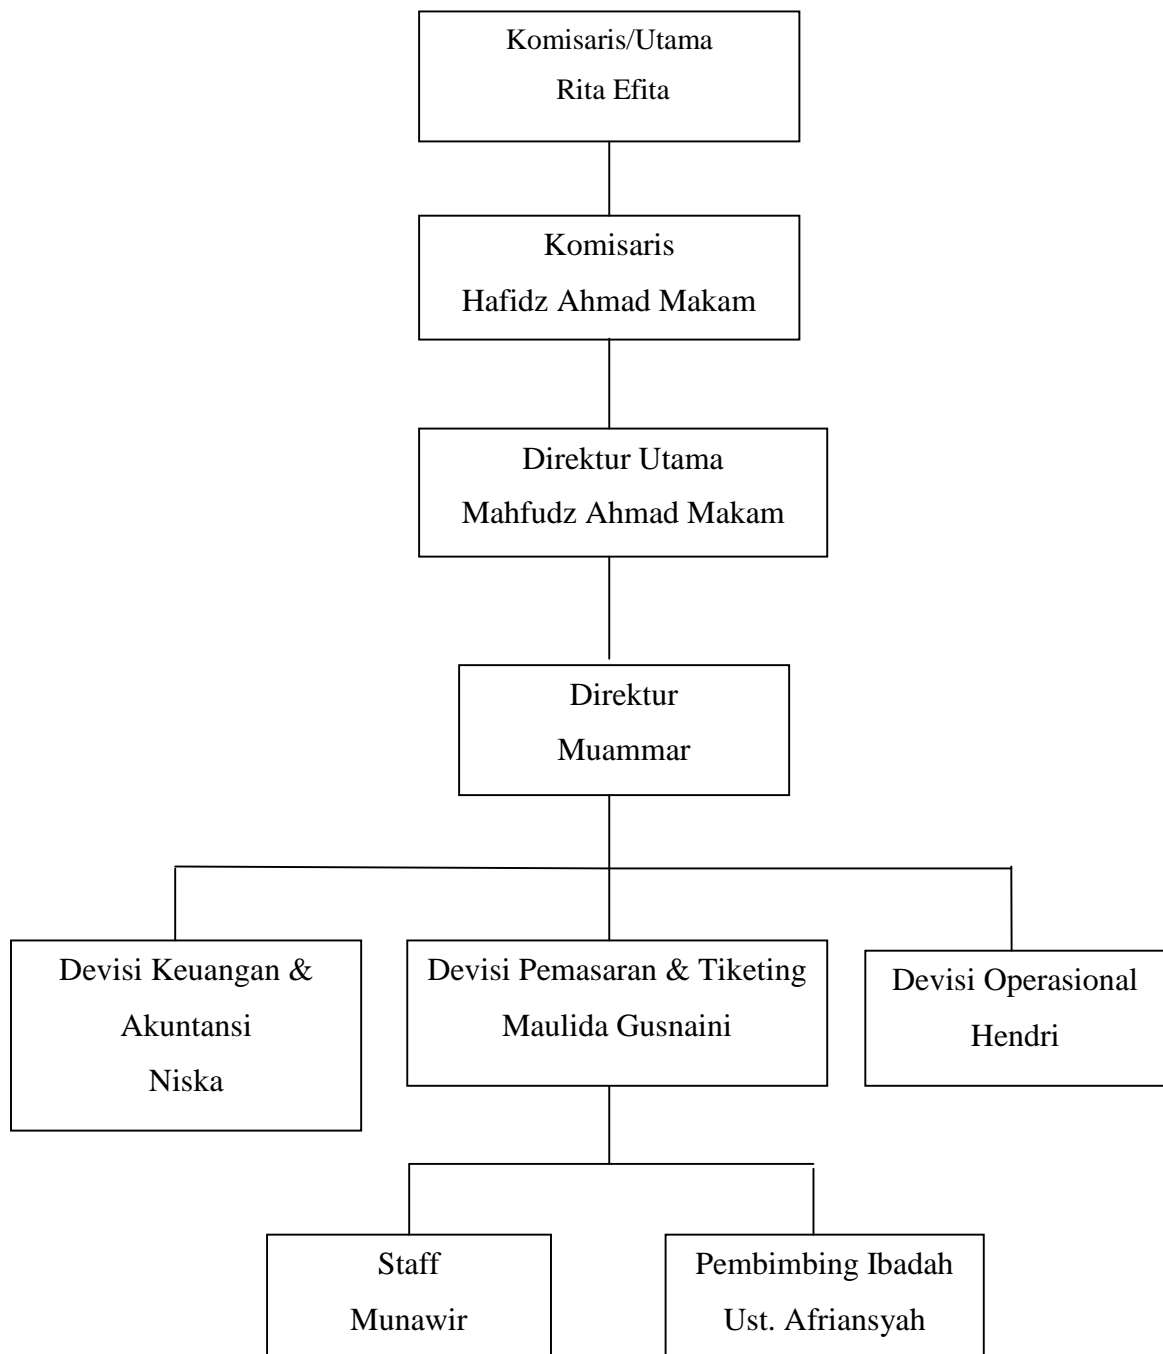 Komisaris/Utama
Rita Efita
Komisaris
Hafidz Ahmad Makam
Direktur Utama
Mahfudz Ahmad Makam
Direktur
Muammar
Devisi Keuangan &
Akuntansi
Niska
Devisi Pemasaran & Tiketing
Maulida Gusnaini
Devisi Operasional
Hendri
Staff
Munawir
Pembimbing Ibadah
Ust. Afriansyah